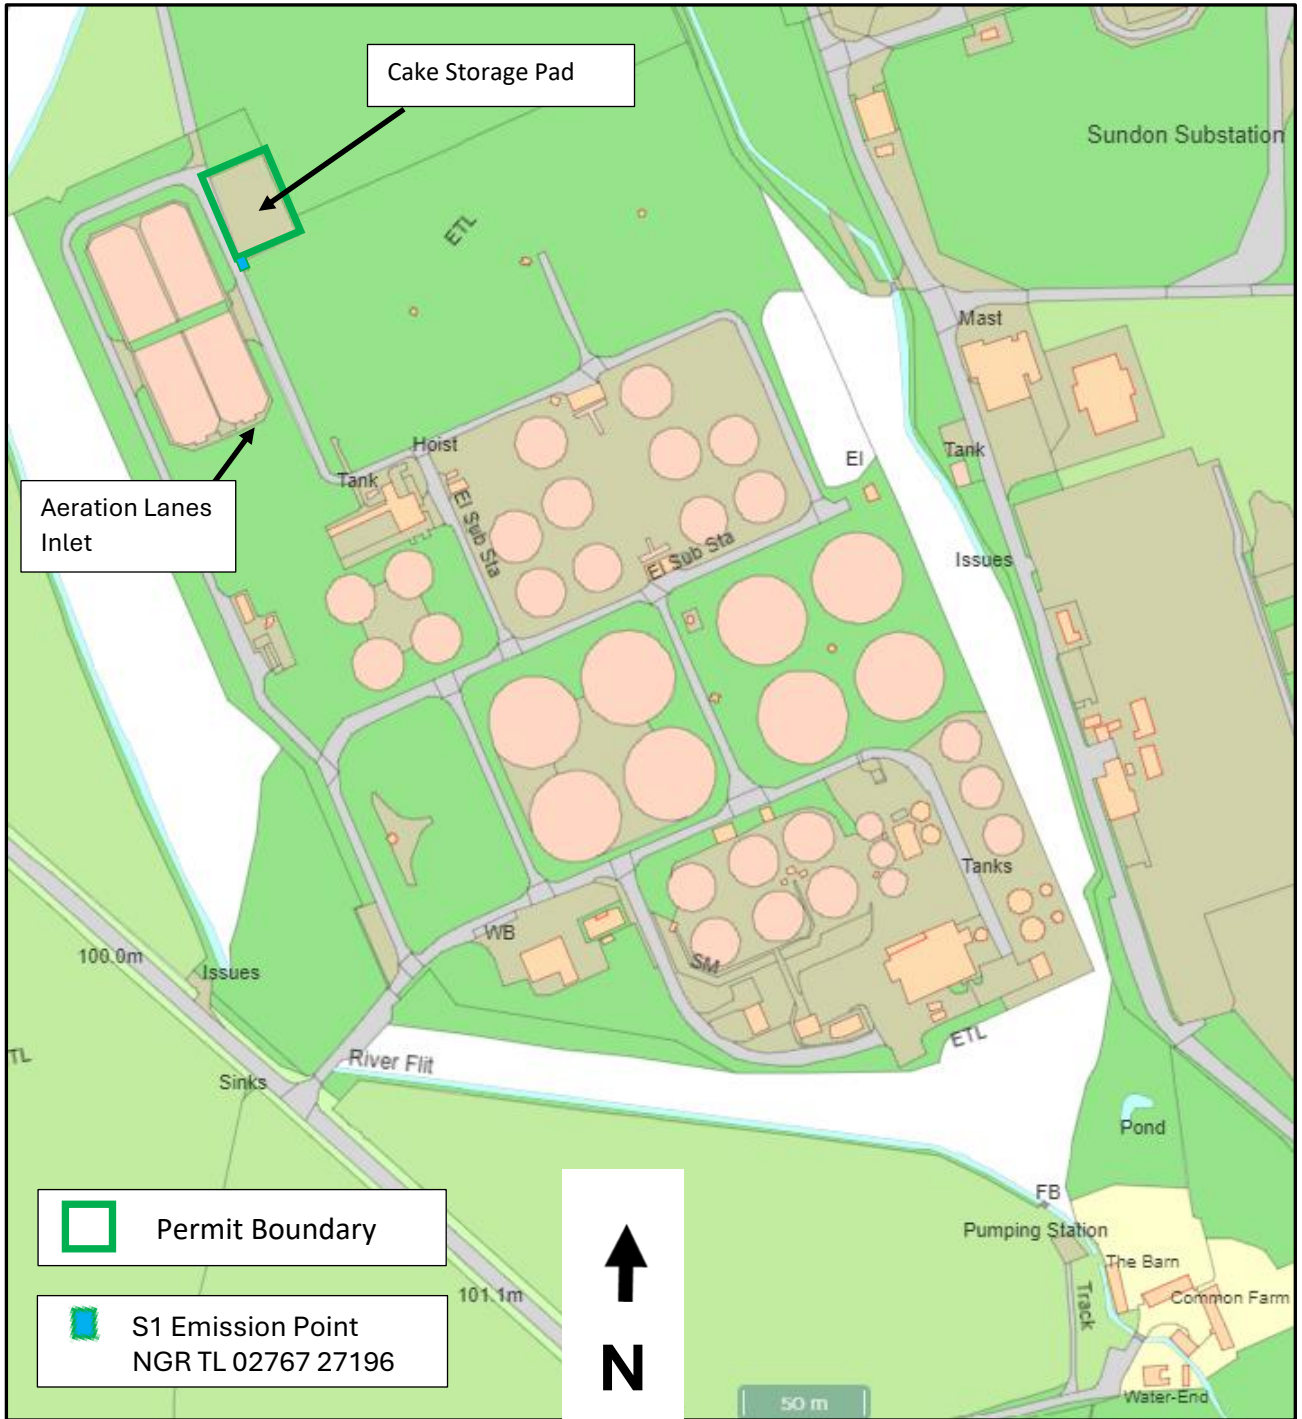 Cake Storage Pad
Sundon Substation
ETL
Mast
Hoist
Tank
El
Tank
El Sub Sta
Aeration Lanes
Inlet
El Sub Sta
Issues
Tanks
WB
SM
100.0m
Issues
ETL
TL
River Flit
Sinks
Pond
FB
Permit Boundary
Pumping Station
The Barn
Track
Common Farm
101.1m
S1 Emission Point
NGR TL 02767 27196
N
50 m
Water-End